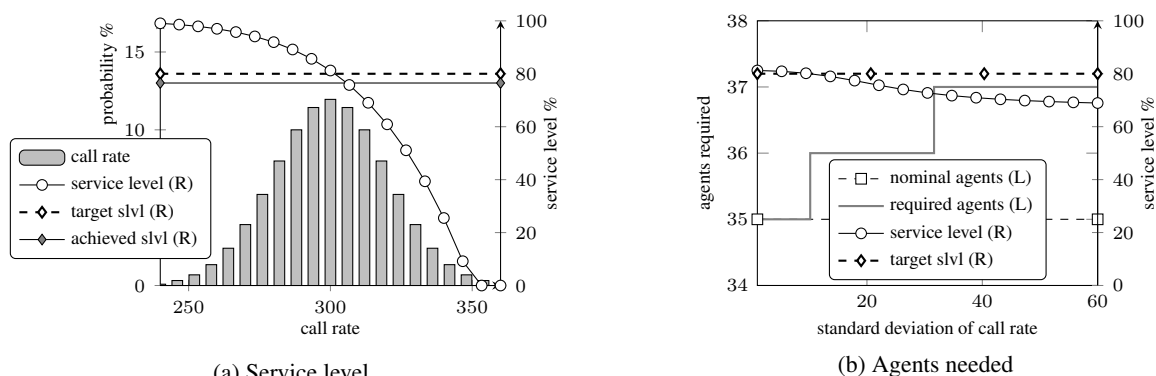 15
10
0
probability %
250
300
350
call rate
100
80
60
40
20
0
service level %
call rate
service level (R)
target slvl (R)
achieved slvl (R)
(a) Service level
38
37
36
35
34
agents required
20
40
60
standard deviation of call rate
100
80
60
40
20
0
service level %
nominal agents (L)
required agents (L)
service level (R)
target slvl (R)
(b) Agents needed